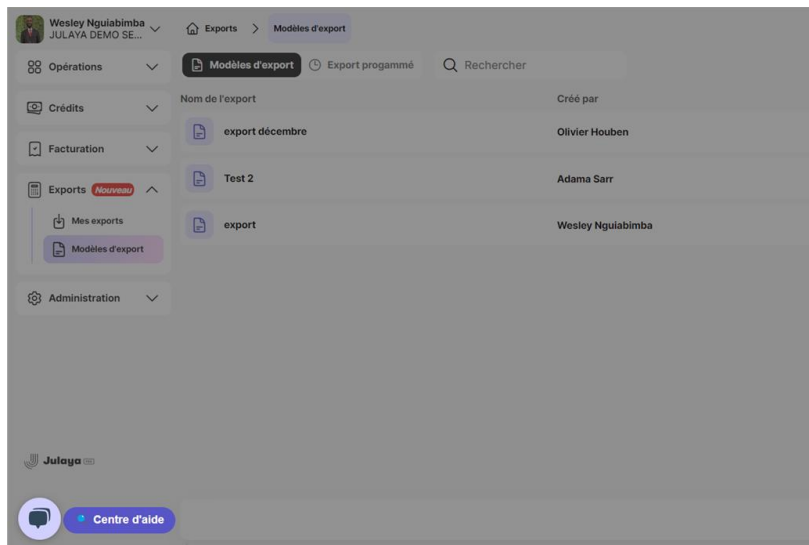 Wesley Nguiabimba
JULAYA DEMO SE...
Exports > Modèles d'export
Opérations
Crédits
Facturation
Exports Nouveau
Mes exports
Modèles d'export
Administration
Julaya
Centre d'aide
Modèles d'export
Export progammé
Rechercher
Nom de l'export Créé par
export décembre Olivier Houben
Test 2 Adama Sarr
export Wesley Nguiabimba